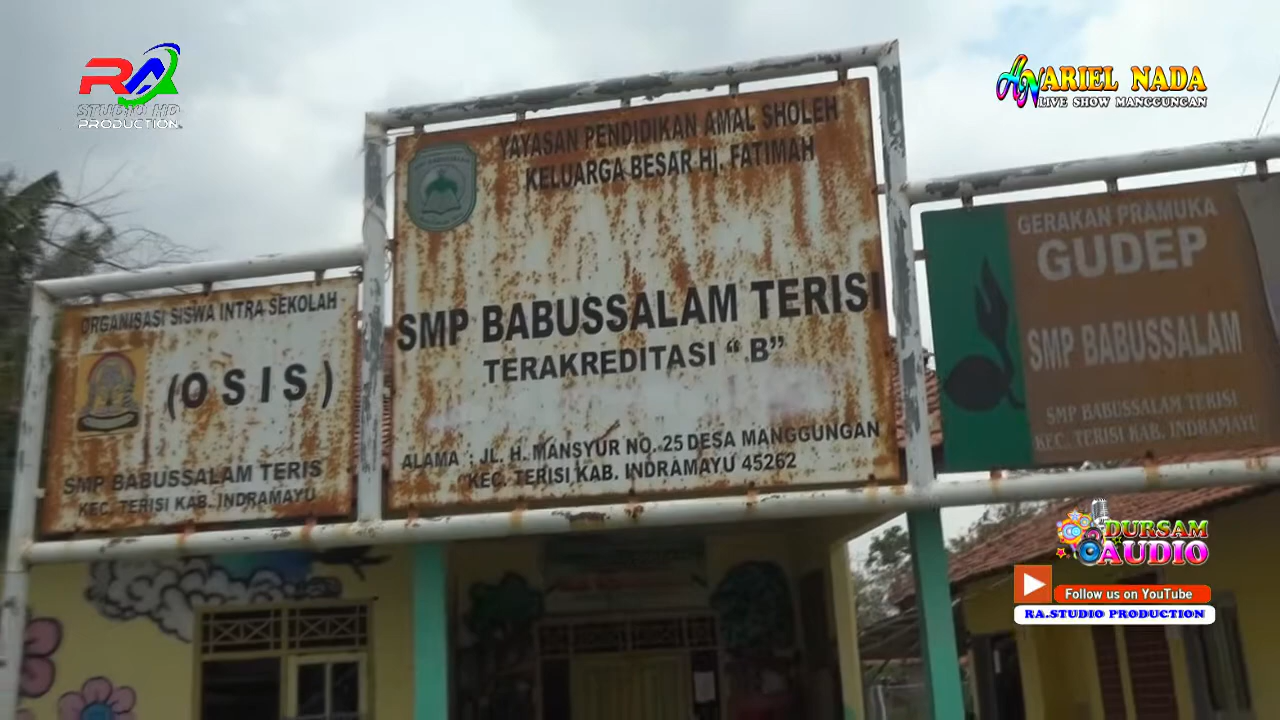 RA
STUDIO HD
PRODUCTION
ARIEL NADA
LIVE SHOW MANGGUNGAN
YAYASAN PENDIDIKAN AMAL SHOLEH
KELUARGA BESAR Hj. FATIMAH
SMP BABUSSALAM TERISI
TERAKREDITASI “ B”
ALAMA : JL. H. MANSYUR NO. 25 DESA MANGGUNGAN
KEC. TERISI KAB. INDRAMAYU 45262
ORGANISASI SISWA INTRA SEKOLAH
(O S I S )
SMP BABUSSALAM TERIS
KEC. TERISI KAB. INDRAMAYU
GERAKAN PRAMUKA
GUDEP
SMP BABUSSALAM
SMP BABUSSALAM TERISI
KEC. TERISI KAB. INDRAMAYU
DURSAM
AUDIO
Follow us on YouTube
RA.STUDIO PRODUCTION